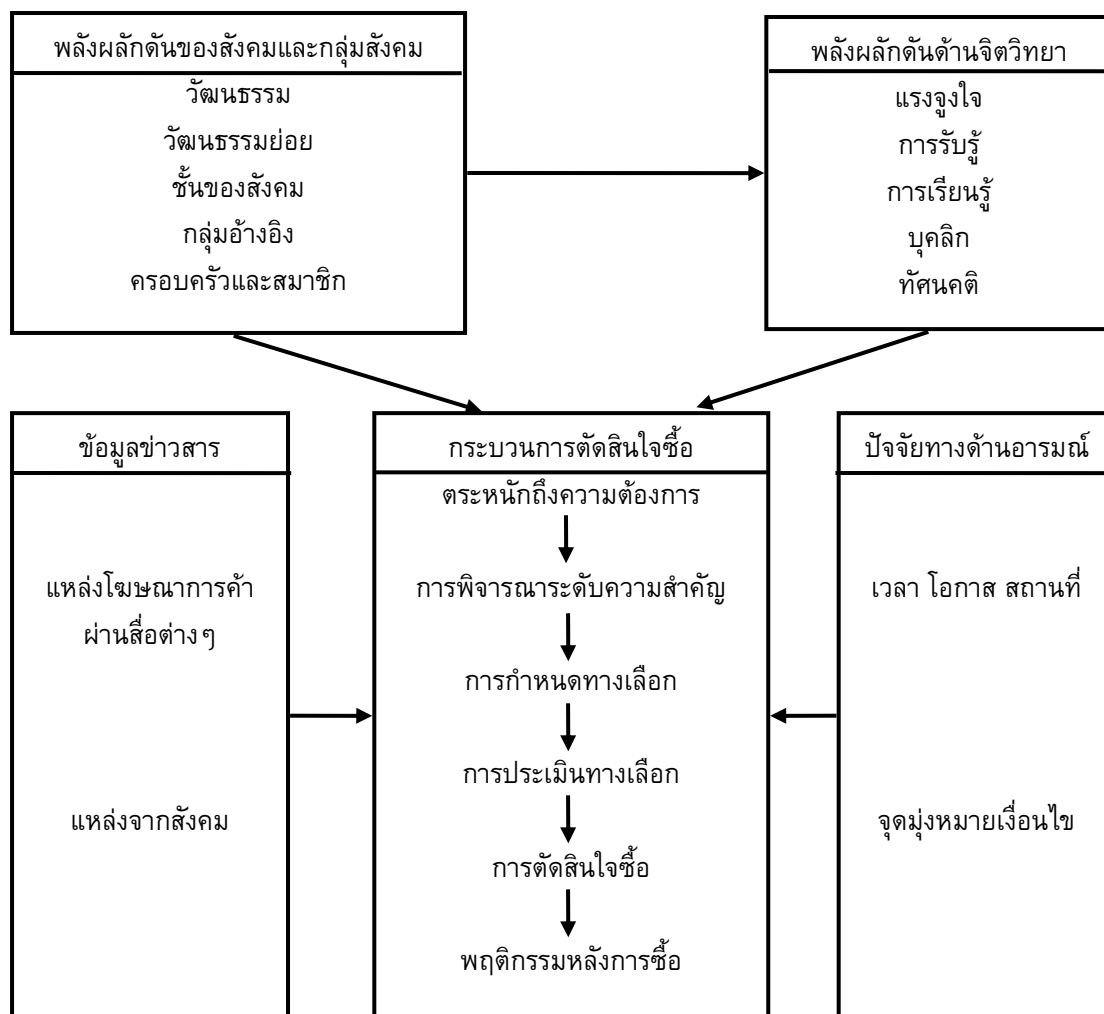 พลังผลักดันของสังคมและกลุ่มสังคม
วัฒนธรรม
วัฒนธรรมย่อย
ชั้นของสังคม
กลุ่มอ้างอิง
ครอบครัวและสมาชิก
พลังผลักดันด้านจิตวิทยา
แรงจูงใจ
การรับรู้
การเรียนรู้
บุคลิก
ทัศนคติ
ข้อมูลข่าวสาร
แหล่งโฆษณาการค้า
ผ่านสื่อต่างๆ
แหล่งจากสังคม
กระบวนการตัดสินใจซื้อ
ตระหนักถึงความต้องการ
การพิจารณาระดับความสำคัญ
การกำหนดทางเลือก
การประเมินทางเลือก
การตัดสินใจซื้อ
พฤติกรรมหลังการซื้อ
ปัจจัยทางด้านอารมณ์
เวลา โอกาส สถานที่
จุดมุ่งหมายเงื่อนไข